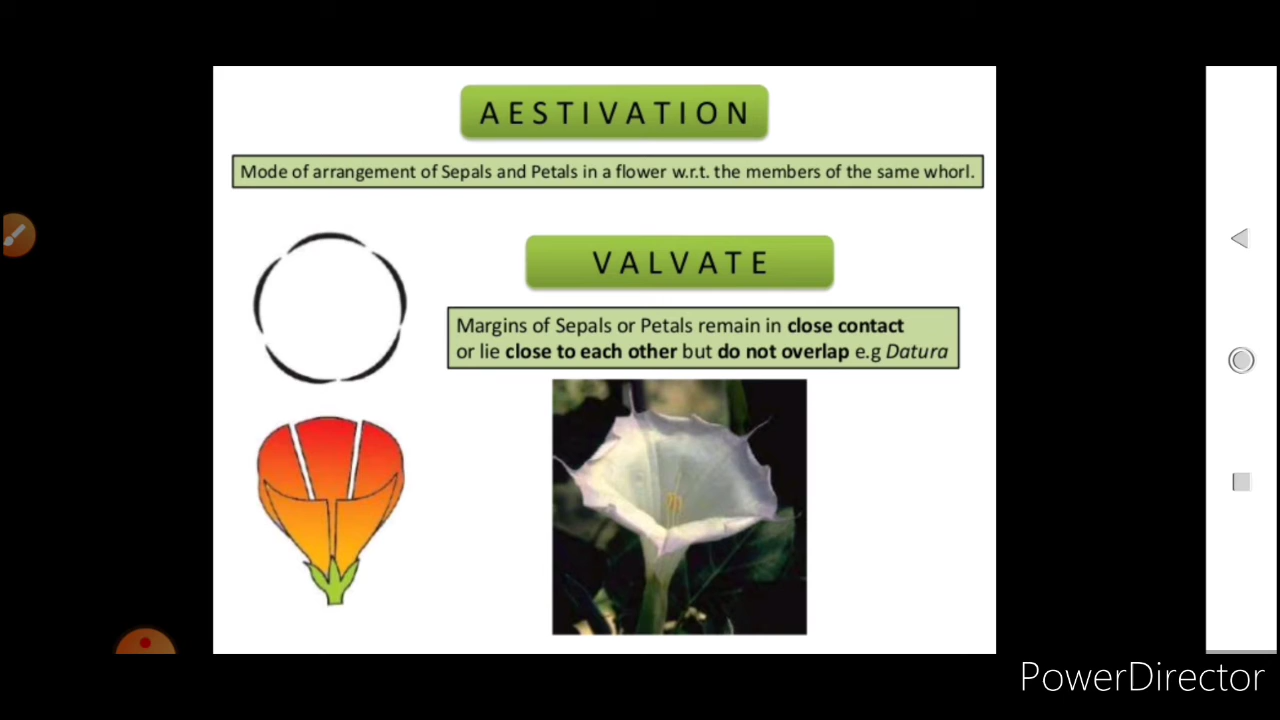 AESTIVATION
Mode of arrangement of Sepals and Petals in a flower w.r.t. the members of the same whorl.
VALVATE
Margins of Sepals or Petals remain in close contact
or lie close to each other but do not overlap e.g Datura
PowerDirector